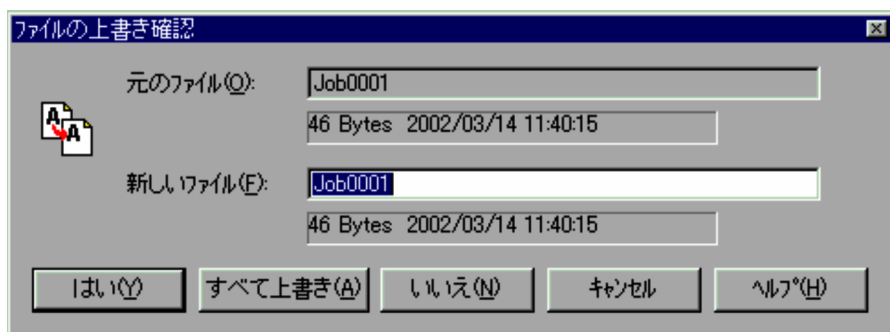 ファイルの上書き確認
元のファイル(O):
Job0001
46 Bytes 2002/03/14 11:40:15
A
A
新しいファイル(F):
Job0001
46 Bytes 2002/03/14 11:40:15
はい(Y) すべて上書き(A) いいえ(N) キャンセル ヘルプ(H)